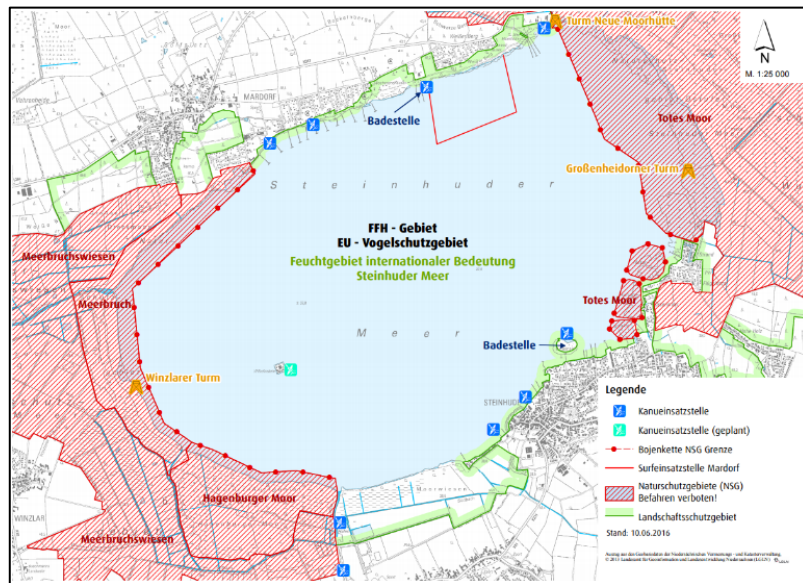 Turm-Neue-Moorhütte
N
M. 1:25 000
MARDORF
Badestelle
Totes Moor
Großenheidorner Turm
Steinhuder
FFH - Gebiet
EU - Vogelschutzgebiet
Feuchtgebiet internationaler Bedeutung
Steinhuder Meer
Meerbruchswiesen
Meerbruch
Totes Moor
Meer
Badestelle
Winzlarer Turm
STEINHUDE
Legende
Kanueinsatzstelle
Kanueinsatzstelle (geplant)
Bojenkette NSG Grenze
Surfeinsatzstelle Mardorf
Naturschutzgebiete (NSG)
Befahren verboten!
Landschaftsschutzgebiet
Stand: 10.06.2016
Hagenburger Moor
WINZLAR
Meerbruchswiesen